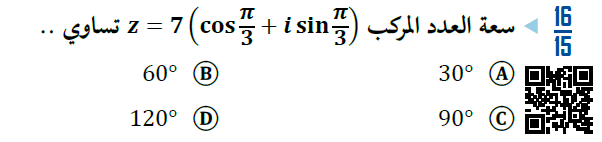 16/15 ◄ سعة العدد المركب z = 7 (cos π/3 + i sin π/3) تساوي ..
Ⓐ 30° Ⓑ 60°
Ⓒ 90° Ⓓ 120°